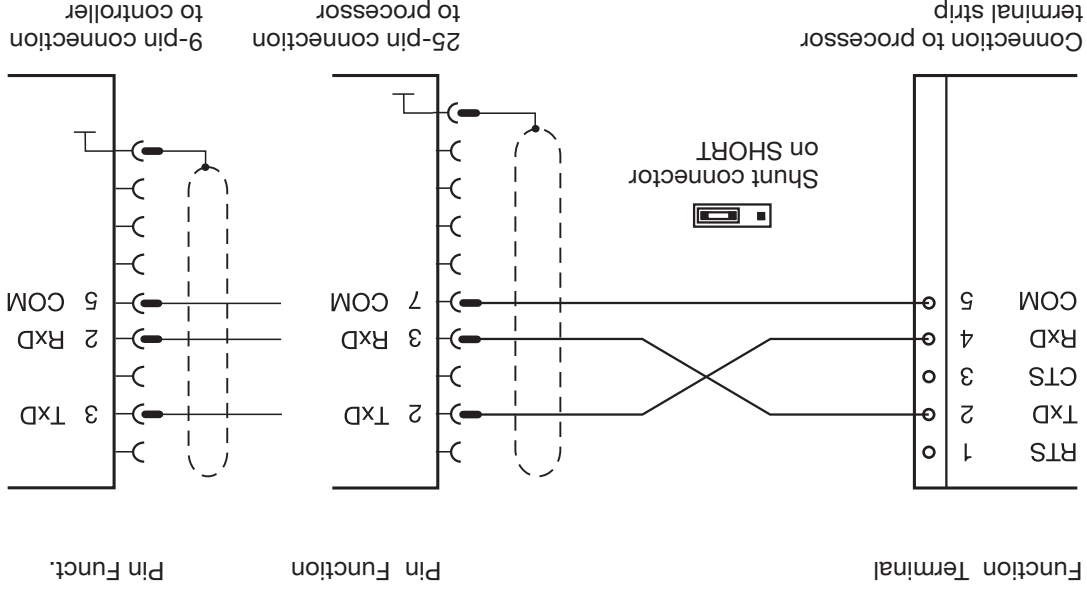 Function Terminal
Pin Function
Pin Funct.
RTS 1
TxD 2
2 TxD
3 TxD
CTS 3
RxD 4
3 RxD
2 RxD
COM 5
7 COM
5 COM
Shunt connector
on SHORT
Connection to processor
terminal strip
25-pin connection
to processor
9-pin connection
to controller